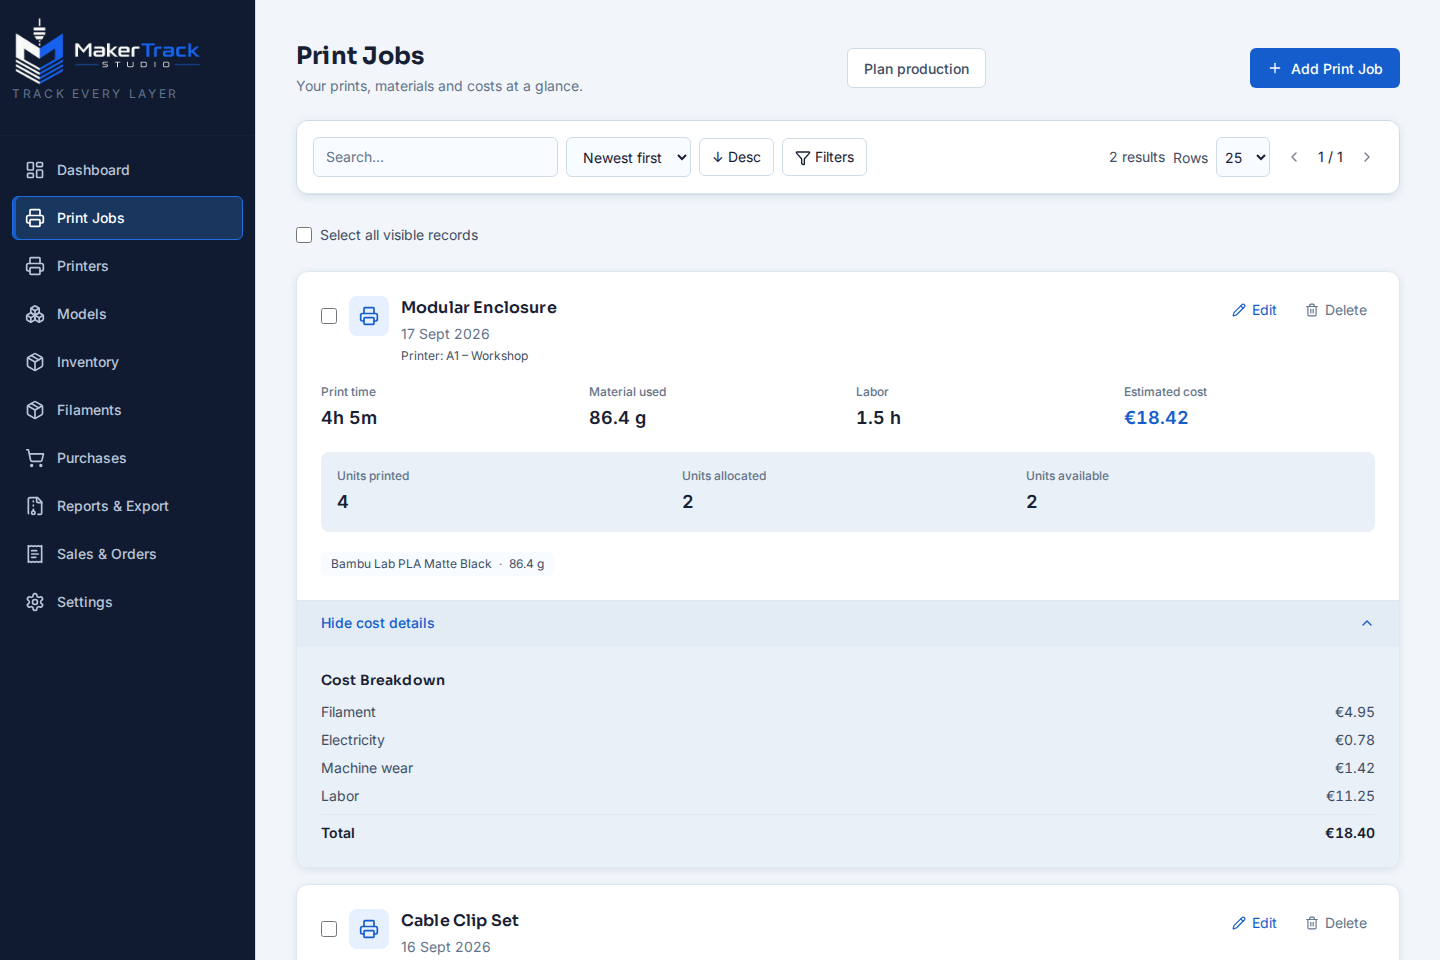 MakerTrack
STUDIO
TRACK EVERY LAYER
Dashboard
Print Jobs
Printers
Models
Inventory
Filaments
Purchases
Reports & Export
Sales & Orders
Settings
Print Jobs
Your prints, materials and costs at a glance.
Plan production
Add Print Job
Search...
Newest first
Desc
Filters
2 results
Rows
25
1 / 1
Select all visible records
Modular Enclosure
17 Sept 2026
Printer: A1 – Workshop
Edit
Delete
Print time
4h 5m
Material used
86.4 g
Labor
1.5 h
Estimated cost
€18.42
Units printed
4
Units allocated
2
Units available
2
Bambu Lab PLA Matte Black · 86.4 g
Hide cost details
Cost Breakdown
Filament €4.95
Electricity €0.78
Machine wear €1.42
Labor €11.25
Total €18.40
Cable Clip Set
16 Sept 2026
Edit
Delete